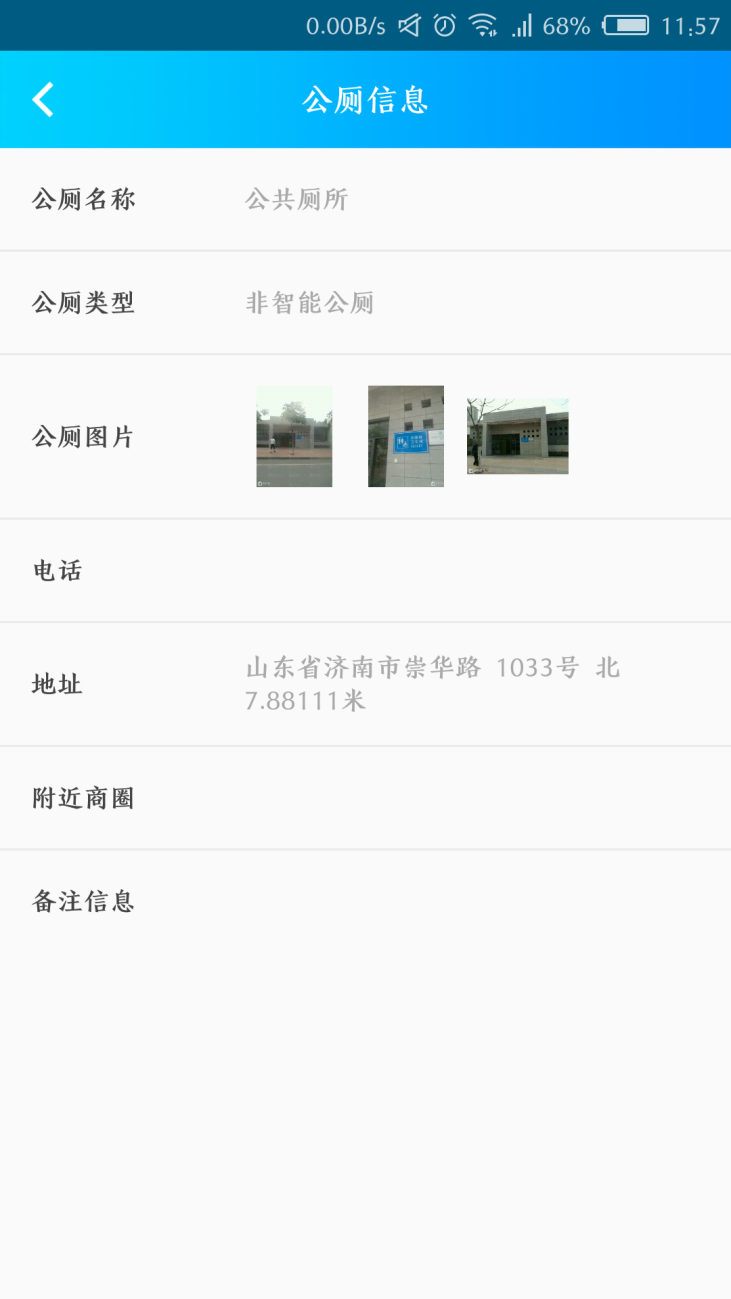 0.00B/s 68% 11:57
公厕信息
公厕名称 公共厕所
公厕类型 非智能公厕
公厕图片
电话
地址 山东省济南市崇华路 1033号 北
7.88111米
附近商圈
备注信息